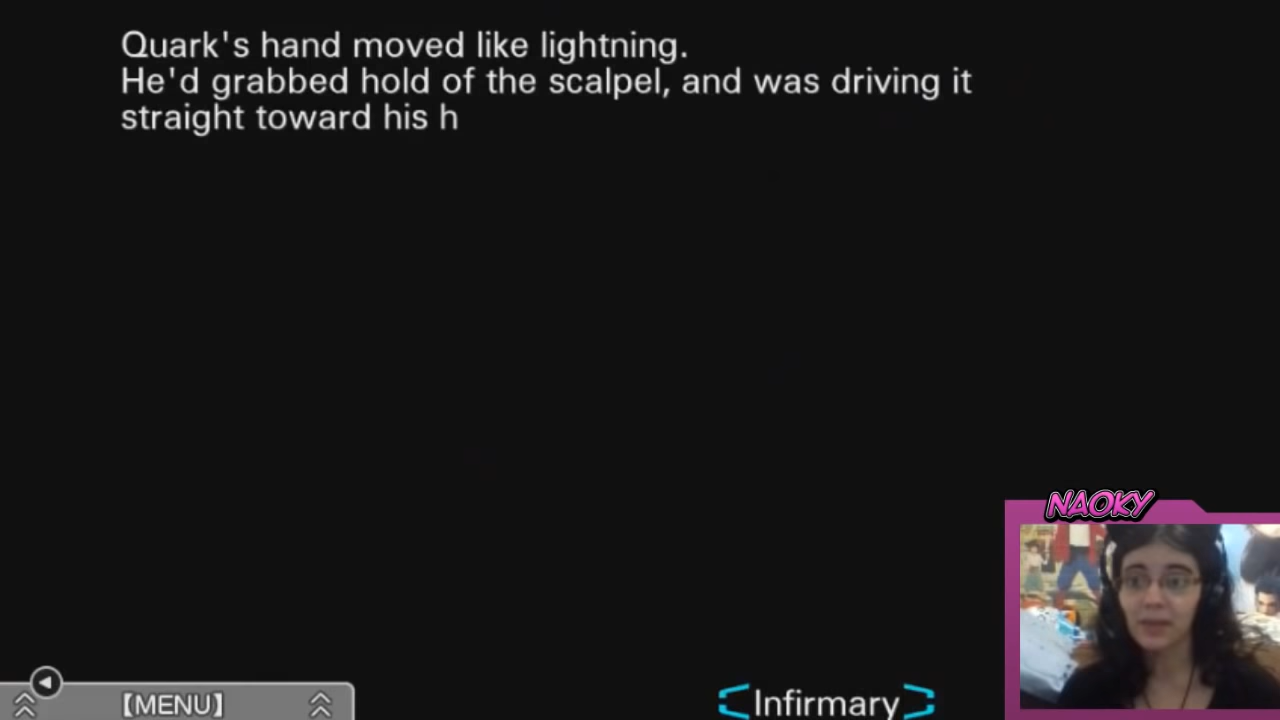 Quark's hand moved like lightning.
He'd grabbed hold of the scalpel, and was driving it
straight toward his h
NAOKY
【MENU】
Infirmary